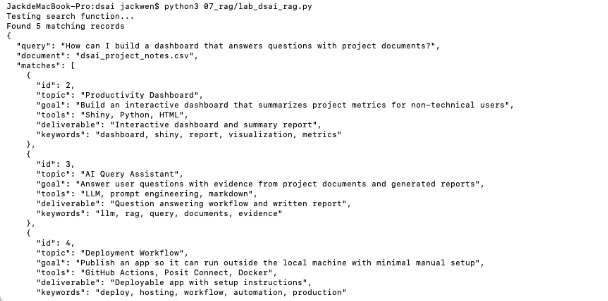 JackdeMacBook-Pro:dsai jackwen$ python3 07_rag/lab_dsai_rag.py
Testing search function...
Found 5 matching records
{
  "query": "How can I build a dashboard that answers questions with project documents?",
  "document": "dsai_project_notes.csv",
  "matches": [
    {
      "id": 2,
      "topic": "Productivity Dashboard",
      "goal": "Build an interactive dashboard that summarizes project metrics for non-technical users",
      "tools": "Shiny, Python, HTML",
      "deliverable": "Interactive dashboard and summary report",
      "keywords": "dashboard, shiny, report, visualization, metrics"
    },
    {
      "id": 3,
      "topic": "AI Query Assistant",
      "goal": "Answer user questions with evidence from project documents and generated reports",
      "tools": "LLM, prompt engineering, markdown",
      "deliverable": "Question answering workflow and written report",
      "keywords": "llm, rag, query, documents, evidence"
    },
    {
      "id": 4,
      "topic": "Deployment Workflow",
      "goal": "Publish an app so it can run outside the local machine with minimal manual setup",
      "tools": "GitHub Actions, Posit Connect, Docker",
      "deliverable": "Deployable app with setup instructions",
      "keywords": "deploy, hosting, workflow, automation, production"